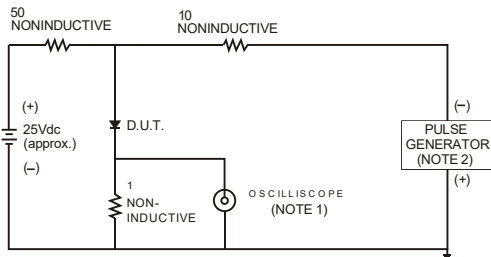 50
NONINDUCTIVE
10
NONINDUCTIVE
(+)
25Vdc
(approx.)
(–)
D.U.T.
1
NON-
INDUCTIVE
OSCILLISCOPE
(NOTE 1)
(–)
PULSE
GENERATOR
(NOTE 2)
(+)